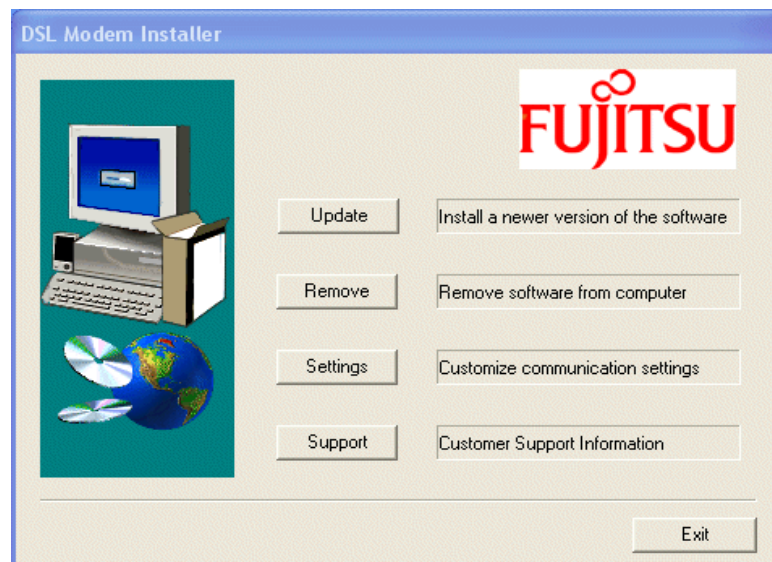 DSL Modem Installer
FUJITSU
Update
Install a newer version of the software
Remove
Remove software from computer
Settings
Customize communication settings
Support
Customer Support Information
Exit